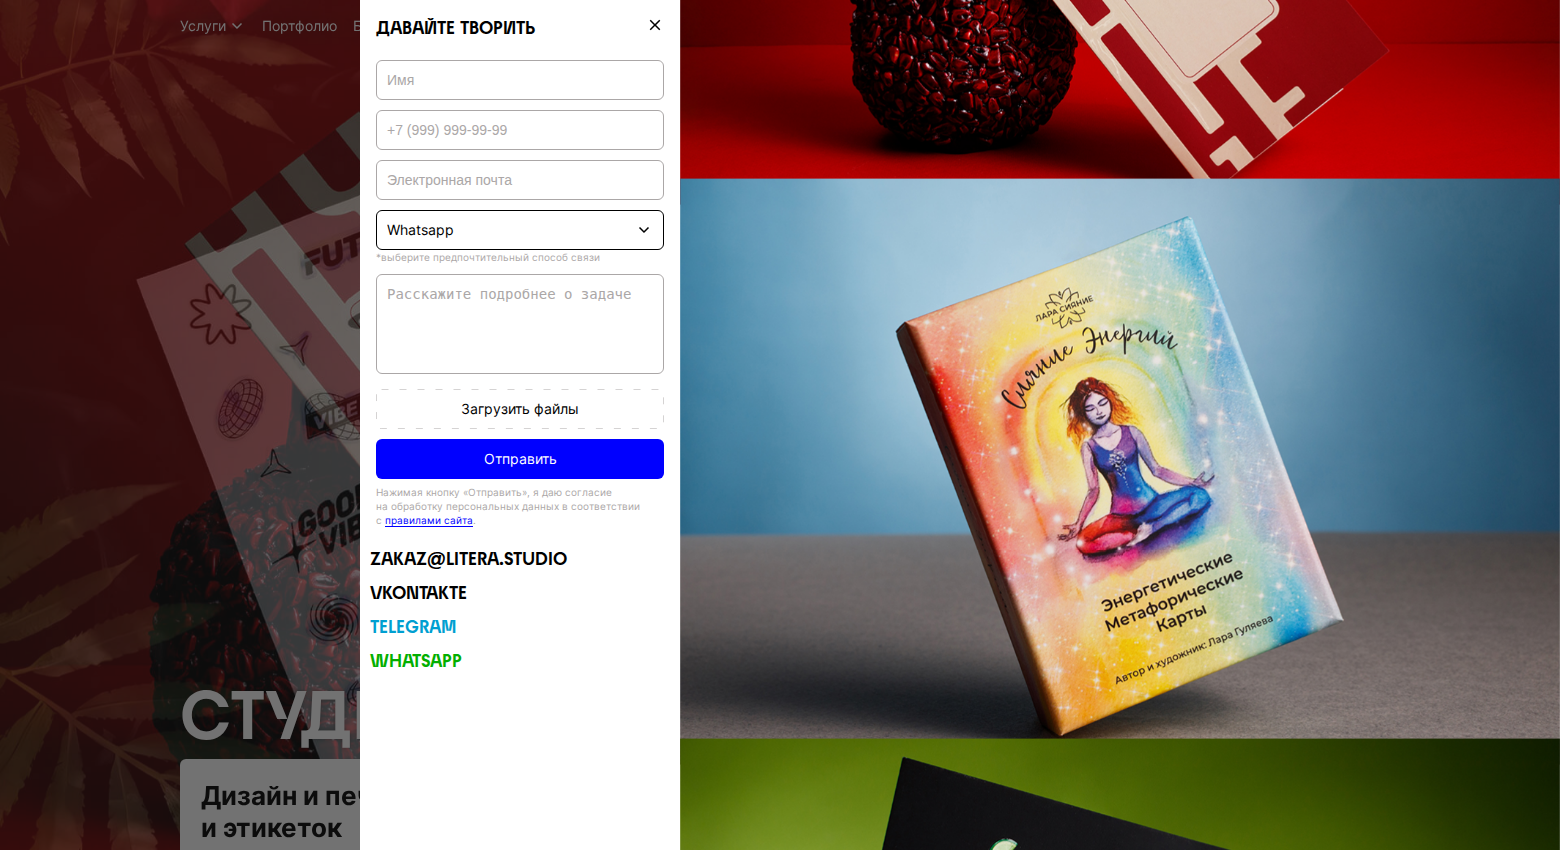 Услуги
Портфолио
ДАВАЙТЕ ТВОРИТЬ
Имя
+7 (999) 999-99-99
Электронная почта
Whatsapp
*выберите предпочтительный способ связи
Расскажите подробнее о задаче
Загрузить файлы
Отправить
Нажимая кнопку «Отправить», я даю согласие
на обработку персональных данных в соответствии
с правилами сайта.
ZAKAZ@LITERA.STUDIO
VKONTAKTE
TELEGRAM
WHATSAPP
FUT
VIBE
GOOD
VIBE
СТУД
Дизайн и пе
и этикеток
ЛАРА СИЯНИЕ
Сияние Энергий
Энергетические
Метафорические
Карты
Автор и художник: Лара Гуляева